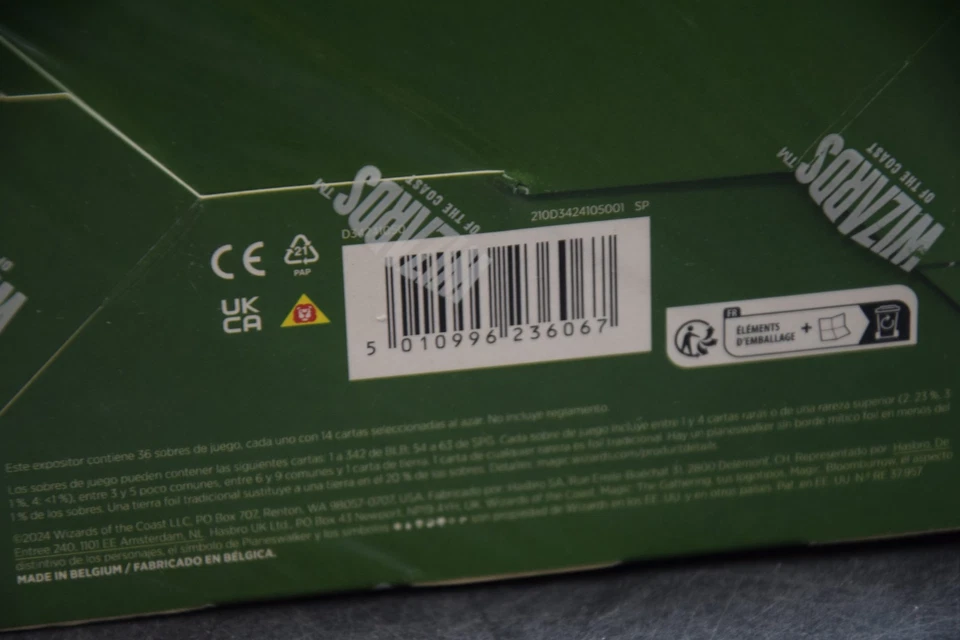 WIZARDS
OF THE COAST
TM
WIZARDS
OF THE COAST
TM
210D3424105001 SP
CE
21
PAP
UK
CA
5 010996 236067
FR
ÉLÉMENTS
D'EMBALLAGE
+
Este expositor contiene 36 sobres de juego, cada uno con 14 cartas seleccionadas al azar. No incluye reglamento.
Los sobres de juego pueden contener las siguientes cartas: 1 a 342 de BLB; 54 a 63 de SPG. Cada sobre de juego incluye entre 1 y 4 cartas raras o de una rareza superior (2: 23 %, 3:
1 %, 4: <1 %), entre 3 y 5 poco comunes, entre 6 y 9 comunes y 1 carta de tierra. 1 carta de cualquier rareza es foil tradicional. Hay un planeswalker sin borde mítico foil en menos del
1 % de los sobres. Una tierra foil tradicional sustituye a una tierra en el 20 % de los sobres. Detalles:
©2024 Wizards of the Coast LLC, PO Box 707, Renton, WA 98057-0707, USA. Fabricado por: Hasbro SA, Rue Emile-Boéchat 31, 2800 Delémont, CH. Representado por: Hasbro, De
Entree 240, 1101 EE Amsterdam, NL. Hasbro UK Ltd., PO Box 43 Newport, NP19 4YH, UK. Wizards of the Coast, Magic: The Gathering, sus logotipos, Magic, Bloomburrow, el aspecto
distintivo de los personajes, el símbolo de Planeswalker y los símbolos son propiedad de Wizards en los EE. UU. y en otros países. Pat. en EE. UU. N.º RE 37,957.
MADE IN BELGIUM / FABRICADO EN BÉLGICA.